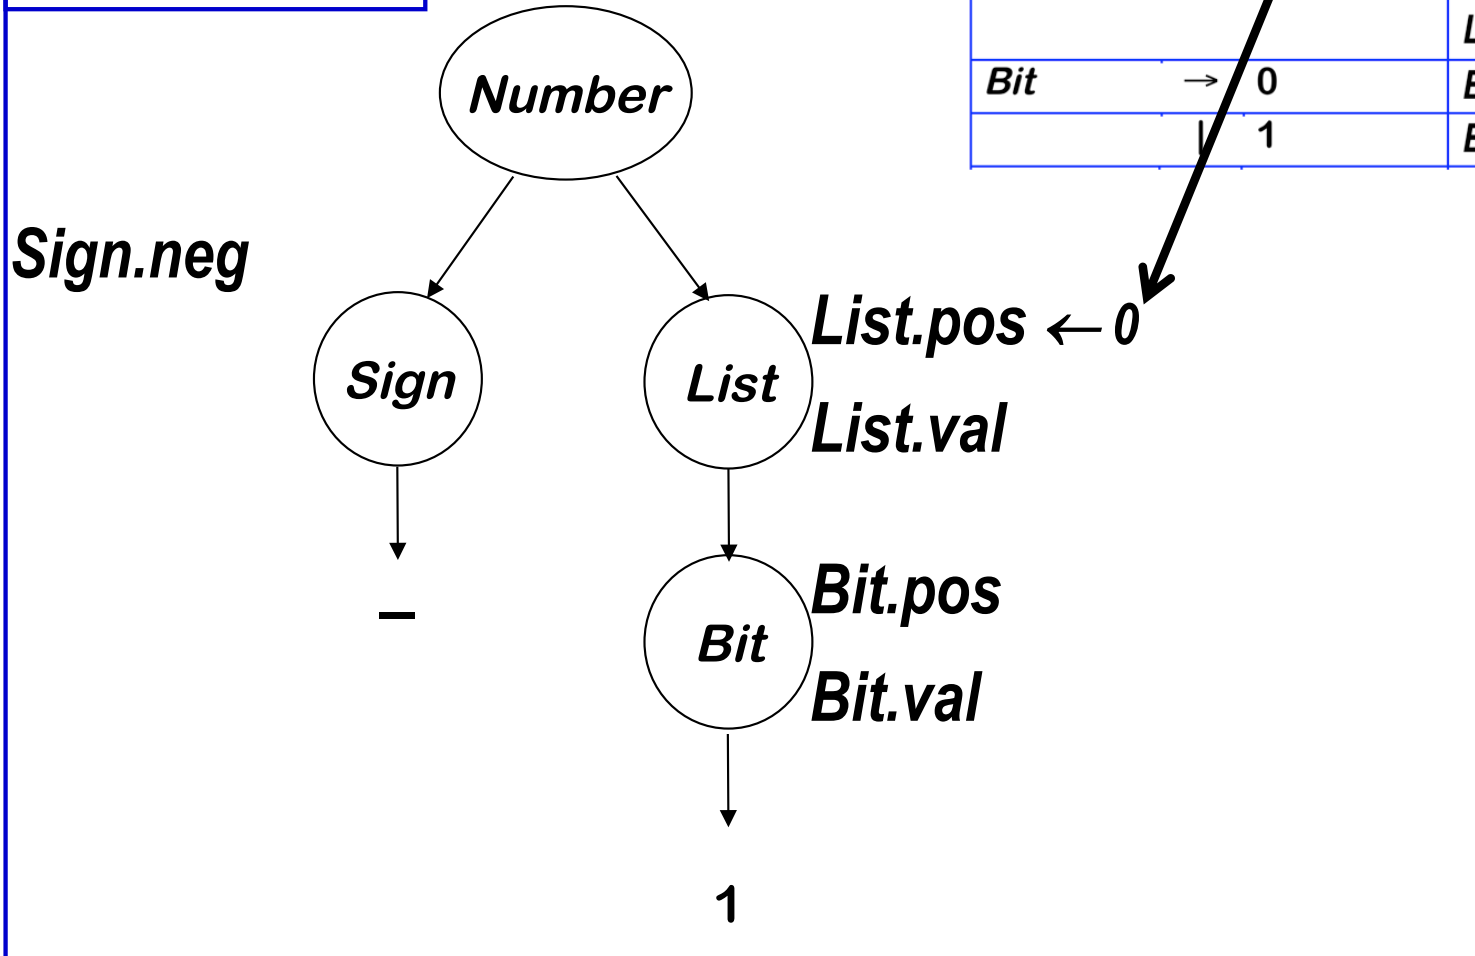 Number
Bit → 0
| 1
Sign.neg
List.pos ← 0
Sign
List
List.val
Bit.pos
–
Bit
Bit.val
1